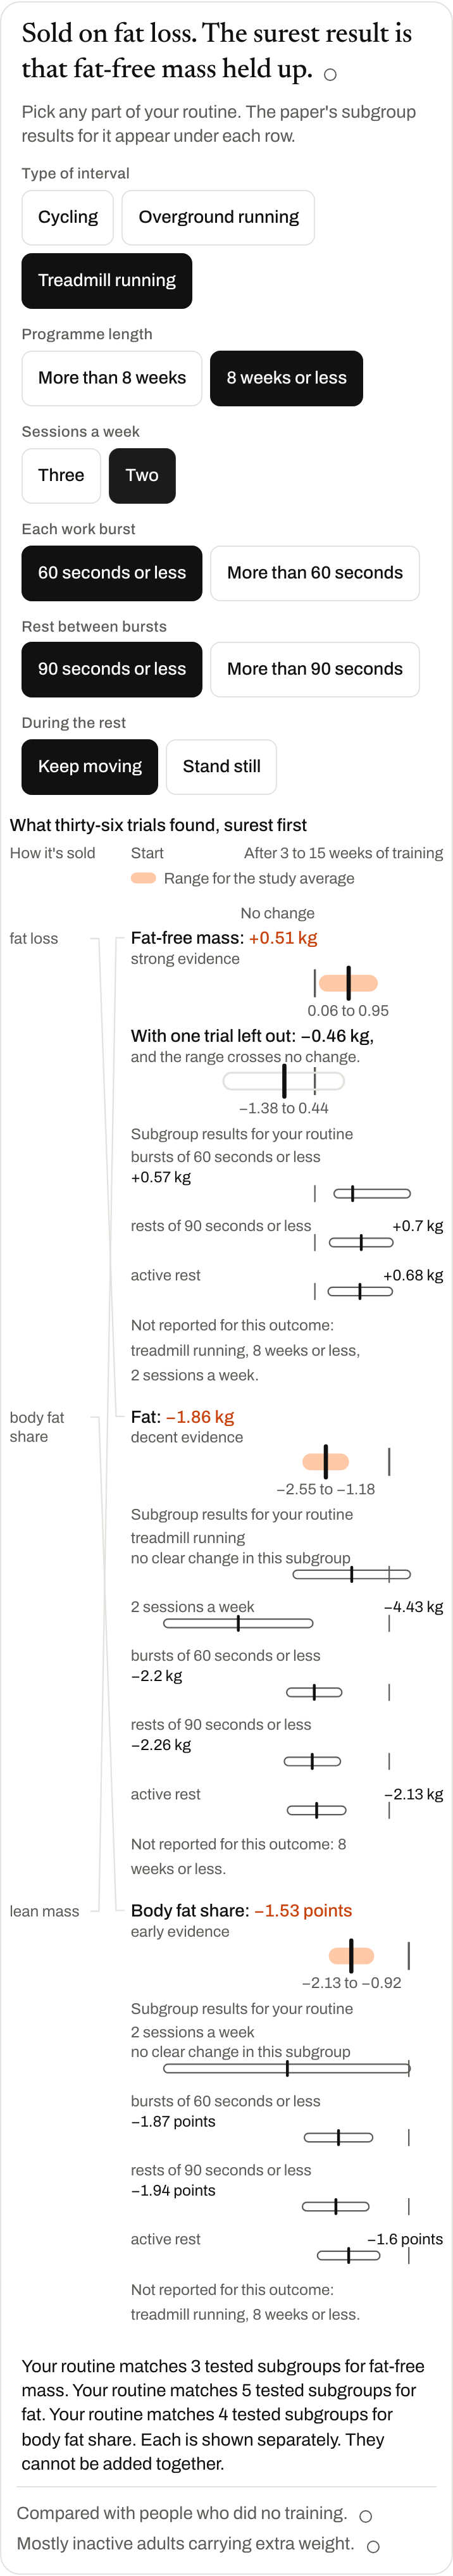 Sold on fat loss. The surest result is
that fat-free mass held up.
Pick any part of your routine. The paper's subgroup
results for it appear under each row.
Type of interval
Cycling
Overground running
Treadmill running
Programme length
More than 8 weeks
8 weeks or less
Sessions a week
Three
Two
Each work burst
60 seconds or less
More than 60 seconds
Rest between bursts
90 seconds or less
More than 90 seconds
During the rest
Keep moving
Stand still
What thirty-six trials found, surest first
How it's sold
Start
After 3 to 15 weeks of training
Range for the study average
No change
fat loss
Fat-free mass: +0.51 kg
strong evidence
0.06 to 0.95
With one trial left out: −0.46 kg,
and the range crosses no change.
−1.38 to 0.44
Subgroup results for your routine
bursts of 60 seconds or less
+0.57 kg
rests of 90 seconds or less
+0.7 kg
active rest
+0.68 kg
Not reported for this outcome:
treadmill running, 8 weeks or less,
2 sessions a week.
body fat
share
Fat: −1.86 kg
decent evidence
−2.55 to −1.18
Subgroup results for your routine
treadmill running
no clear change in this subgroup
2 sessions a week
−4.43 kg
bursts of 60 seconds or less
−2.2 kg
rests of 90 seconds or less
−2.26 kg
active rest
−2.13 kg
Not reported for this outcome: 8
weeks or less.
lean mass
Body fat share: −1.53 points
early evidence
−2.13 to −0.92
Subgroup results for your routine
2 sessions a week
no clear change in this subgroup
bursts of 60 seconds or less
−1.87 points
rests of 90 seconds or less
−1.94 points
active rest
−1.6 points
Not reported for this outcome:
treadmill running, 8 weeks or less.
Your routine matches 3 tested subgroups for fat-free
mass. Your routine matches 5 tested subgroups for
fat. Your routine matches 4 tested subgroups for
body fat share. Each is shown separately. They
cannot be added together.
Compared with people who did no training.
Mostly inactive adults carrying extra weight.